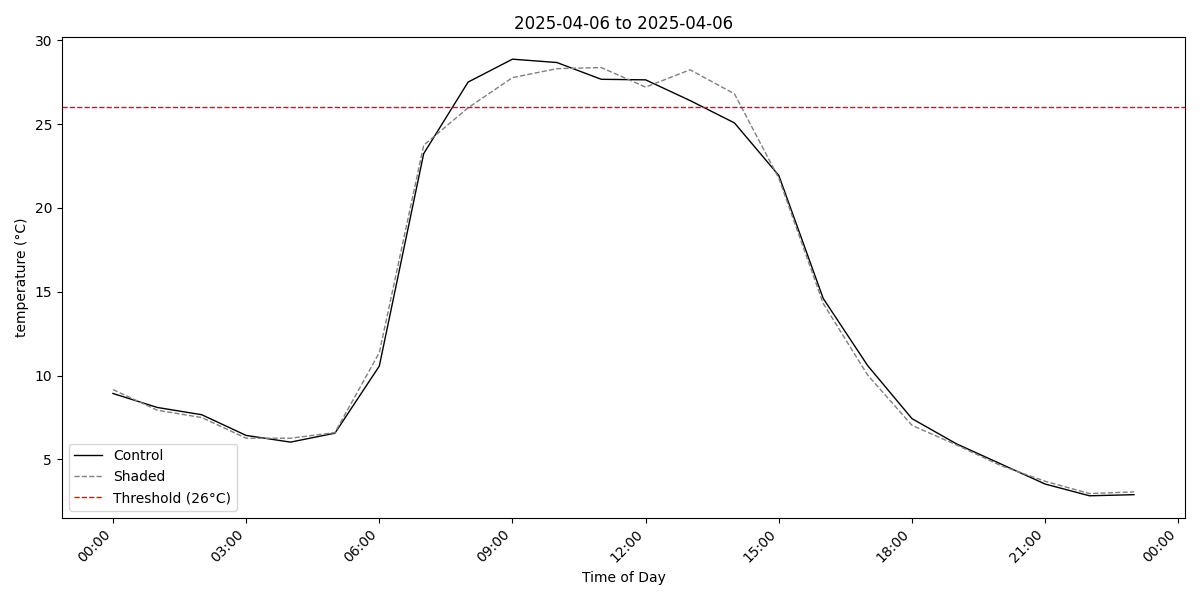 2025-04-06 to 2025-04-06
temperature (°C)
30
25
20
15
10
5
Control
Shaded
Threshold (26°C)
00:00
03:00
06:00
09:00
12:00
15:00
18:00
21:00
00:00
Time of Day